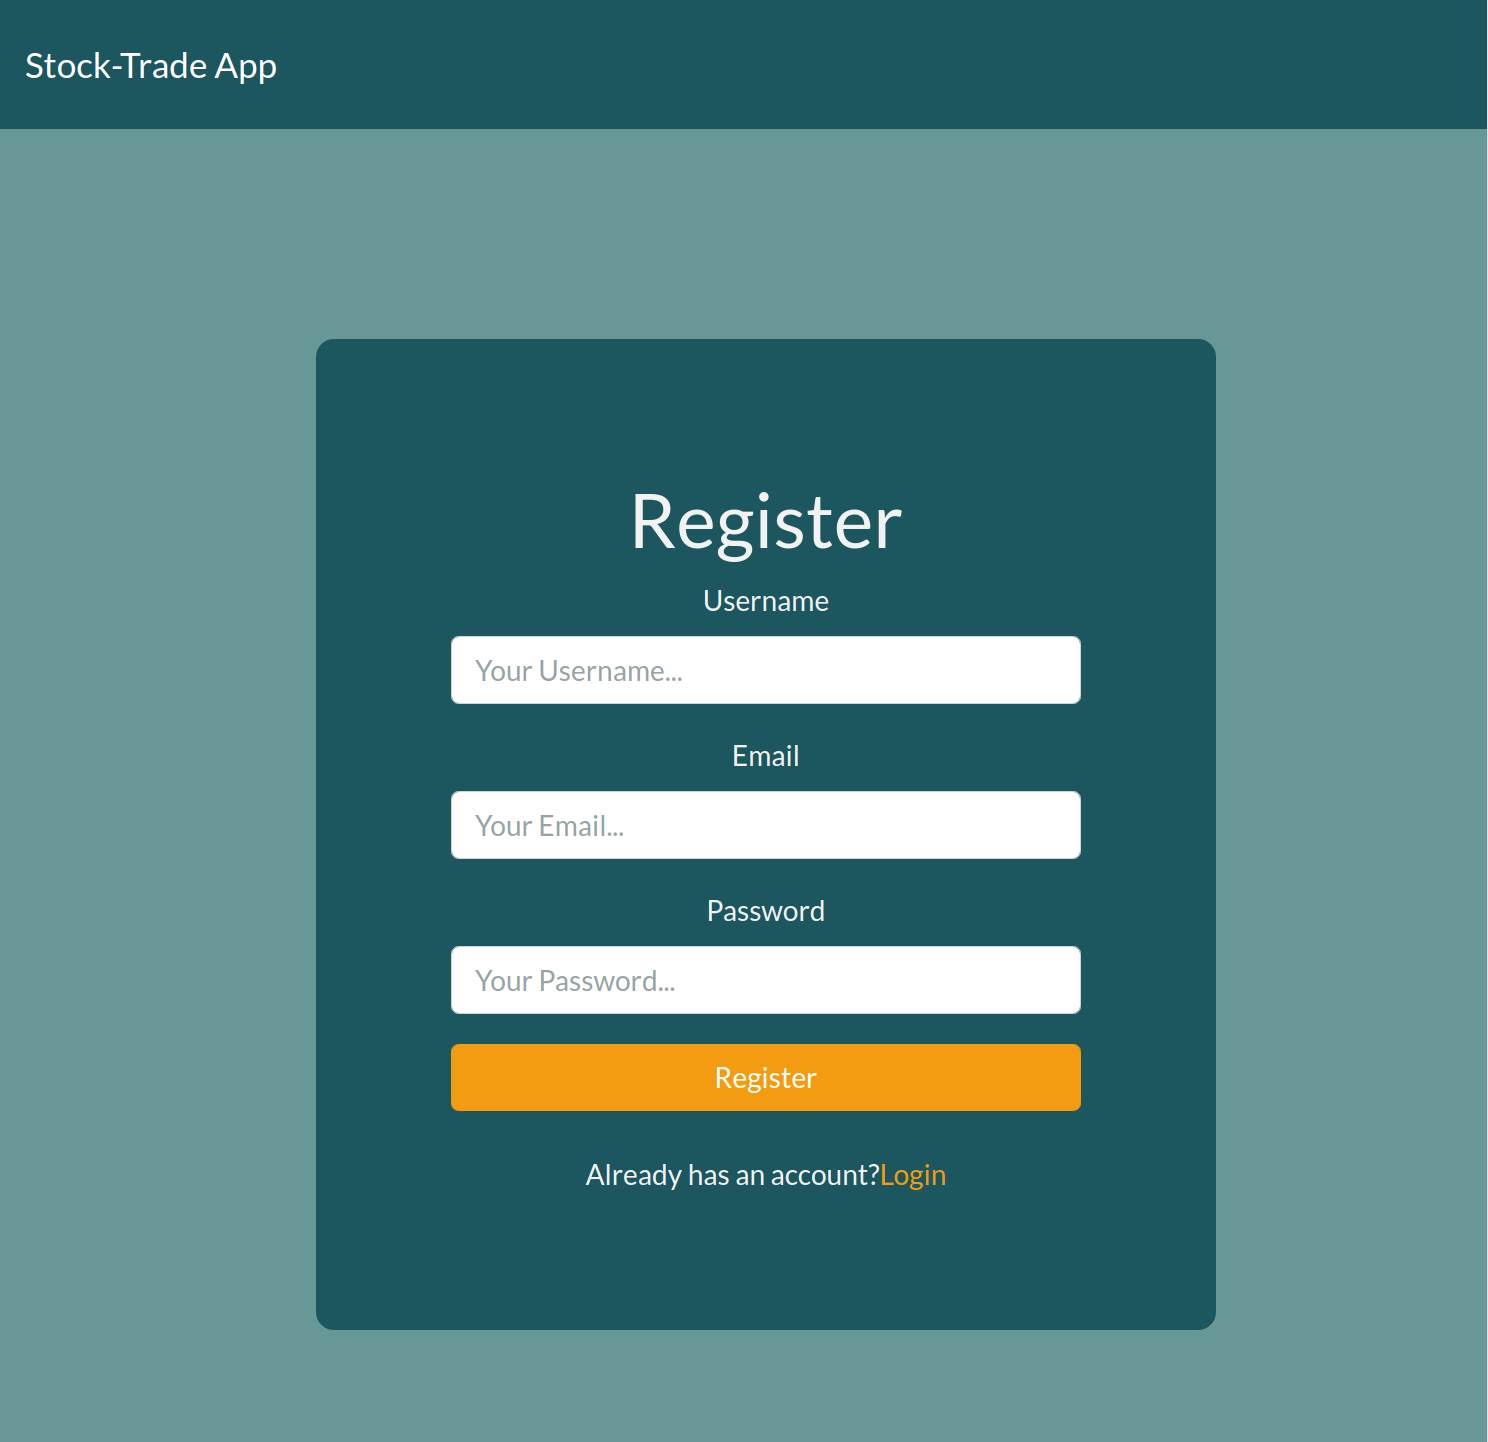 Stock-Trade App
Register
Username
Your Username...
Email
Your Email...
Password
Your Password...
Register
Already has an account?Login